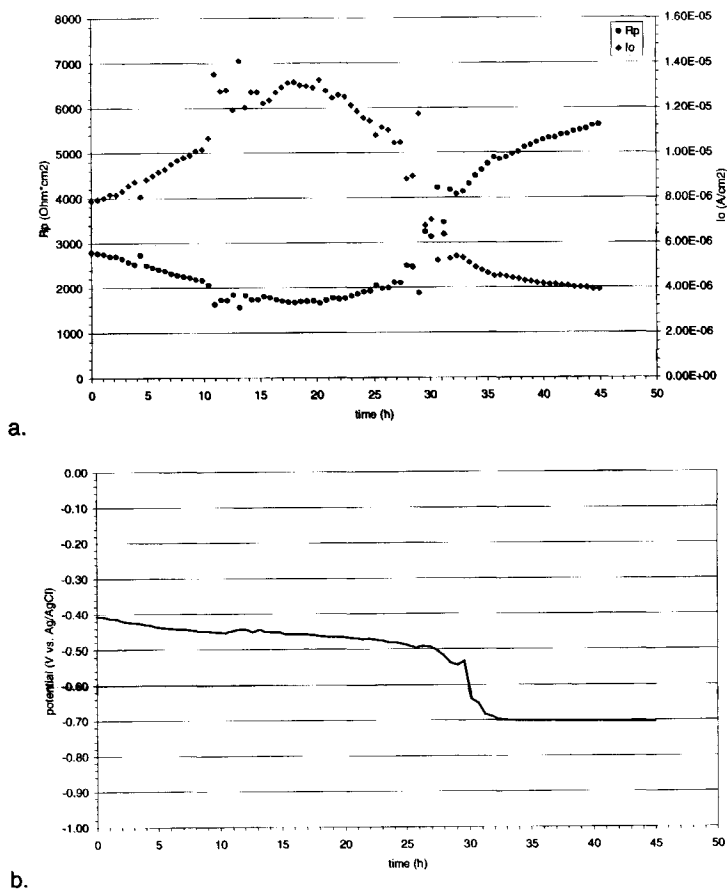 8000
7000
6000
5000
4000
3000
2000
1000
0
Rp (Ohm*cm2)
1.60E-05
1.40E-05
1.20E-05
1.00E-05
8.00E-06
6.00E-06
4.00E-06
2.00E-06
0.00E+00
Io (A/cm2)
Rp
Io
0 5 10 15 20 25 30 35 40 45 50
time (h)
a.
0.00
-0.10
-0.20
-0.30
-0.40
-0.50
-0.60
-0.70
-0.80
-0.90
-1.00
potential (V vs. Ag/AgCl)
0 5 10 15 20 25 30 35 40 45 50
time (h)
b.